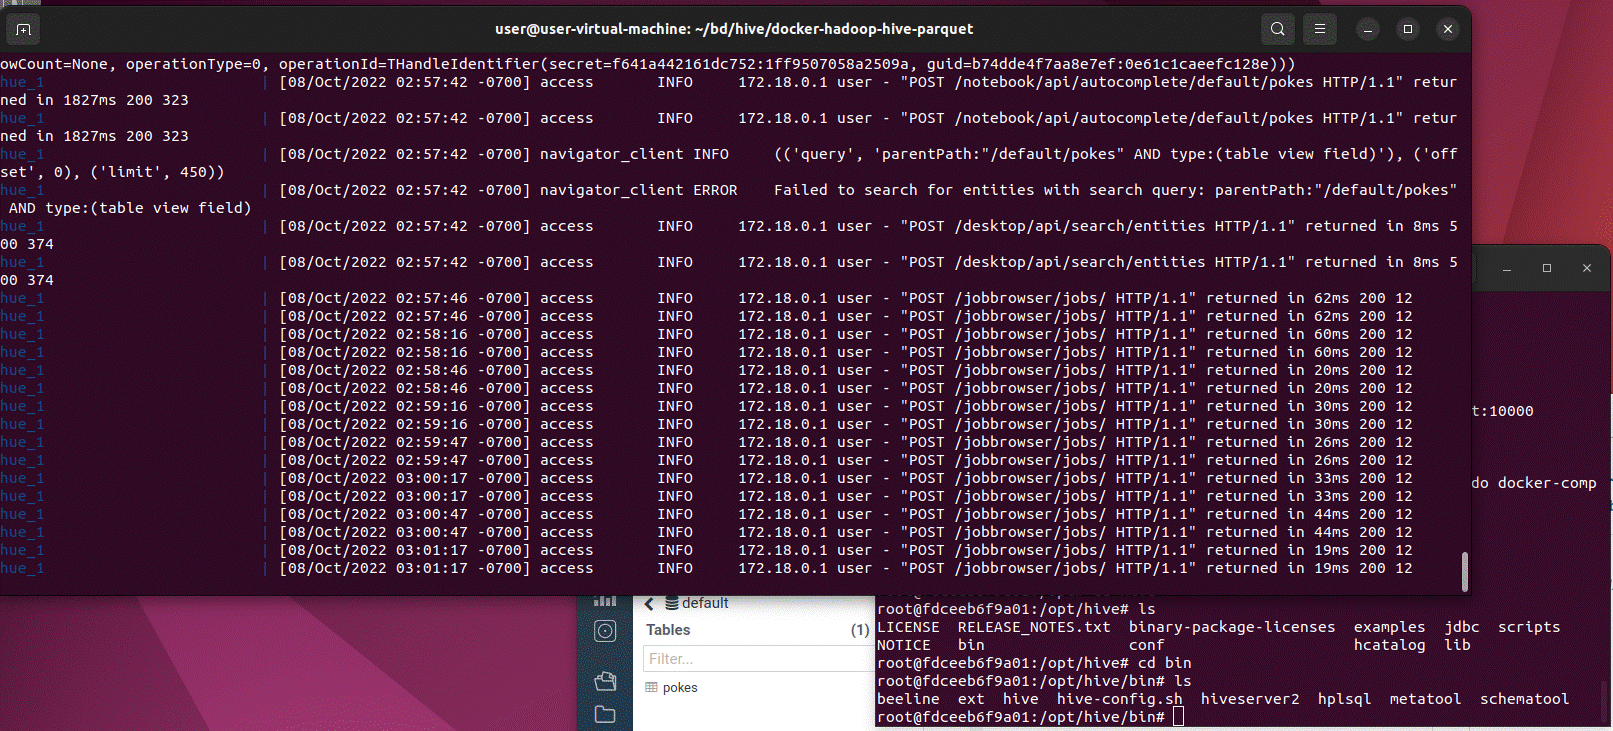 user@user-virtual-machine: ~/bd/hive/docker-hadoop-hive-parquet
owCount=None, operationType=0, operationId=THandleIdentifier(secret=f641a442161dc752:1ff9507058a2509a, guid=b74dde4f7aa8e7ef:0e61c1caeefc128e)))
hue_1 | [08/Oct/2022 02:57:42 -0700] access INFO 172.18.0.1 user - "POST /notebook/api/autocomplete/default/pokes HTTP/1.1" retur
ned in 1827ms 200 323
hue_1 | [08/Oct/2022 02:57:42 -0700] access INFO 172.18.0.1 user - "POST /notebook/api/autocomplete/default/pokes HTTP/1.1" retur
ned in 1827ms 200 323
hue_1 | [08/Oct/2022 02:57:42 -0700] navigator_client INFO (('query', 'parentPath:"/default/pokes" AND type:(table view field)'), ('off
set', 0), ('limit', 450))
hue_1 | [08/Oct/2022 02:57:42 -0700] navigator_client ERROR Failed to search for entities with search query: parentPath:"/default/pokes"
AND type:(table view field)
hue_1 | [08/Oct/2022 02:57:42 -0700] access INFO 172.18.0.1 user - "POST /desktop/api/search/entities HTTP/1.1" returned in 8ms 5
00 374
hue_1 | [08/Oct/2022 02:57:42 -0700] access INFO 172.18.0.1 user - "POST /desktop/api/search/entities HTTP/1.1" returned in 8ms 5
00 374
hue_1 | [08/Oct/2022 02:57:46 -0700] access INFO 172.18.0.1 user - "POST /jobbrowser/jobs/ HTTP/1.1" returned in 62ms 200 12
hue_1 | [08/Oct/2022 02:57:46 -0700] access INFO 172.18.0.1 user - "POST /jobbrowser/jobs/ HTTP/1.1" returned in 62ms 200 12
hue_1 | [08/Oct/2022 02:58:16 -0700] access INFO 172.18.0.1 user - "POST /jobbrowser/jobs/ HTTP/1.1" returned in 60ms 200 12
hue_1 | [08/Oct/2022 02:58:16 -0700] access INFO 172.18.0.1 user - "POST /jobbrowser/jobs/ HTTP/1.1" returned in 60ms 200 12
hue_1 | [08/Oct/2022 02:58:46 -0700] access INFO 172.18.0.1 user - "POST /jobbrowser/jobs/ HTTP/1.1" returned in 20ms 200 12
hue_1 | [08/Oct/2022 02:58:46 -0700] access INFO 172.18.0.1 user - "POST /jobbrowser/jobs/ HTTP/1.1" returned in 20ms 200 12
hue_1 | [08/Oct/2022 02:59:16 -0700] access INFO 172.18.0.1 user - "POST /jobbrowser/jobs/ HTTP/1.1" returned in 30ms 200 12
hue_1 | [08/Oct/2022 02:59:16 -0700] access INFO 172.18.0.1 user - "POST /jobbrowser/jobs/ HTTP/1.1" returned in 30ms 200 12
hue_1 | [08/Oct/2022 02:59:47 -0700] access INFO 172.18.0.1 user - "POST /jobbrowser/jobs/ HTTP/1.1" returned in 26ms 200 12
hue_1 | [08/Oct/2022 02:59:47 -0700] access INFO 172.18.0.1 user - "POST /jobbrowser/jobs/ HTTP/1.1" returned in 26ms 200 12
hue_1 | [08/Oct/2022 03:00:17 -0700] access INFO 172.18.0.1 user - "POST /jobbrowser/jobs/ HTTP/1.1" returned in 33ms 200 12
hue_1 | [08/Oct/2022 03:00:17 -0700] access INFO 172.18.0.1 user - "POST /jobbrowser/jobs/ HTTP/1.1" returned in 33ms 200 12
hue_1 | [08/Oct/2022 03:00:47 -0700] access INFO 172.18.0.1 user - "POST /jobbrowser/jobs/ HTTP/1.1" returned in 44ms 200 12
hue_1 | [08/Oct/2022 03:00:47 -0700] access INFO 172.18.0.1 user - "POST /jobbrowser/jobs/ HTTP/1.1" returned in 44ms 200 12
hue_1 | [08/Oct/2022 03:01:17 -0700] access INFO 172.18.0.1 user - "POST /jobbrowser/jobs/ HTTP/1.1" returned in 19ms 200 12
hue_1 | [08/Oct/2022 03:01:17 -0700] access INFO 172.18.0.1 user - "POST /jobbrowser/jobs/ HTTP/1.1" returned in 19ms 200 12
t:10000
do docker-comp
default
Tables (1)
Filter...
pokes
root@fdceeb6f9a01:/opt/hive# ls
LICENSE RELEASE_NOTES.txt binary-package-licenses examples jdbc scripts
NOTICE bin conf hcatalog lib
root@fdceeb6f9a01:/opt/hive# cd bin
root@fdceeb6f9a01:/opt/hive/bin# ls
beeline ext hive hive-config.sh hiveserver2 hplsql metatool schematool
root@fdceeb6f9a01:/opt/hive/bin#